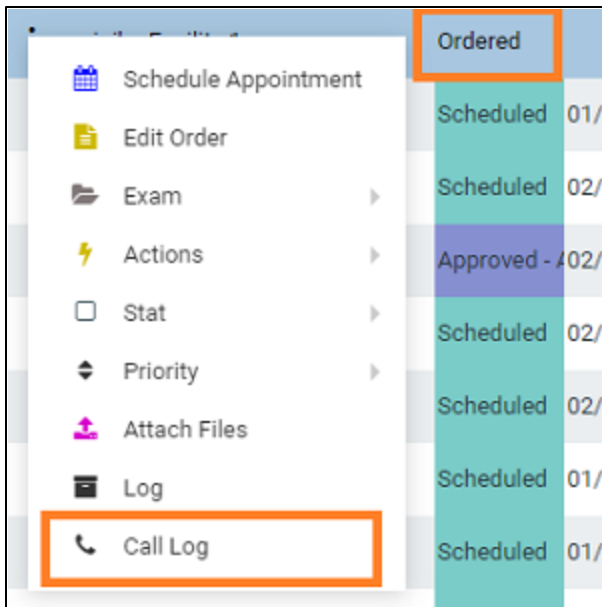 Ordered
Schedule Appointment
Scheduled 01/
Edit Order
Scheduled 02/
Exam
Approved - 02/
Actions
Scheduled 02/
Stat
Priority
Scheduled 02/
Attach Files
Scheduled 01/
Log
Call Log
Scheduled 01/